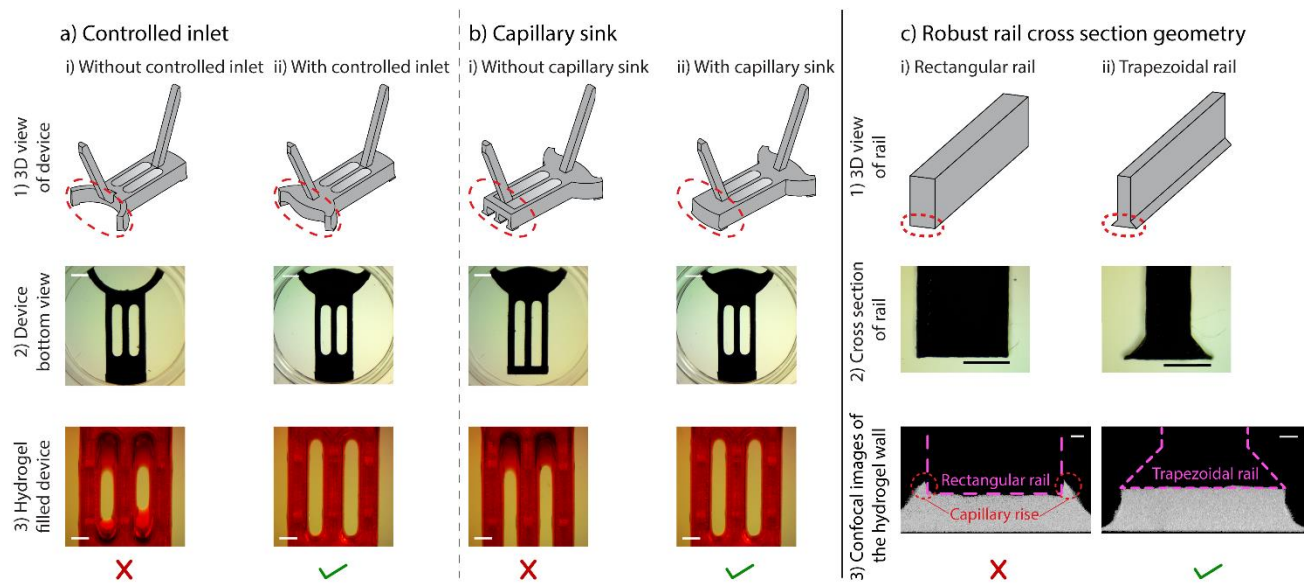 a) Controlled inlet
i) Without controlled inlet
ii) With controlled inlet
b) Capillary sink
i) Without capillary sink
ii) With capillary sink
c) Robust rail cross section geometry
i) Rectangular rail
ii) Trapezoidal rail
1) 3D view
of device
1) 3D view
of rail
2) Device
bottom view
2) Cross section
of rail
3) Hydrogel
filled device
3) Confocal images of
the hydrogel wall
Rectangular rail
Capillary rise
Trapezoidal rail